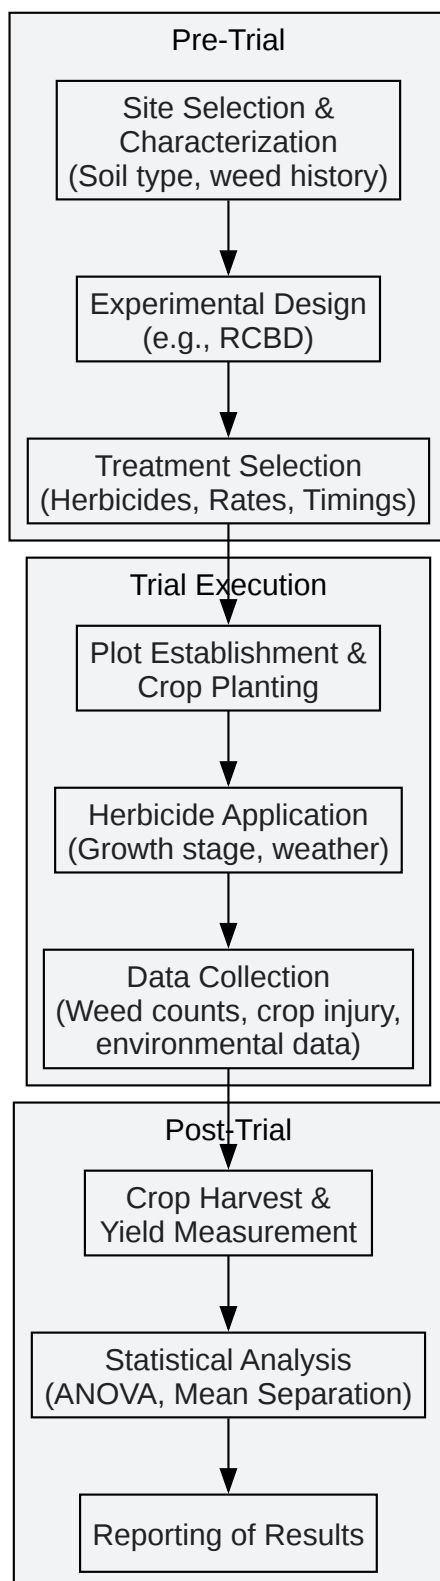 Pre-Trial
Site Selection &
Characterization
(Soil type, weed history)
Experimental Design
(e.g., RCBD)
Treatment Selection
(Herbicides, Rates, Timings)
Trial Execution
Plot Establishment &
Crop Planting
Herbicide Application
(Growth stage, weather)
Data Collection
(Weed counts, crop injury,
environmental data)
Post-Trial
Crop Harvest &
Yield Measurement
Statistical Analysis
(ANOVA, Mean Separation)
Reporting of Results